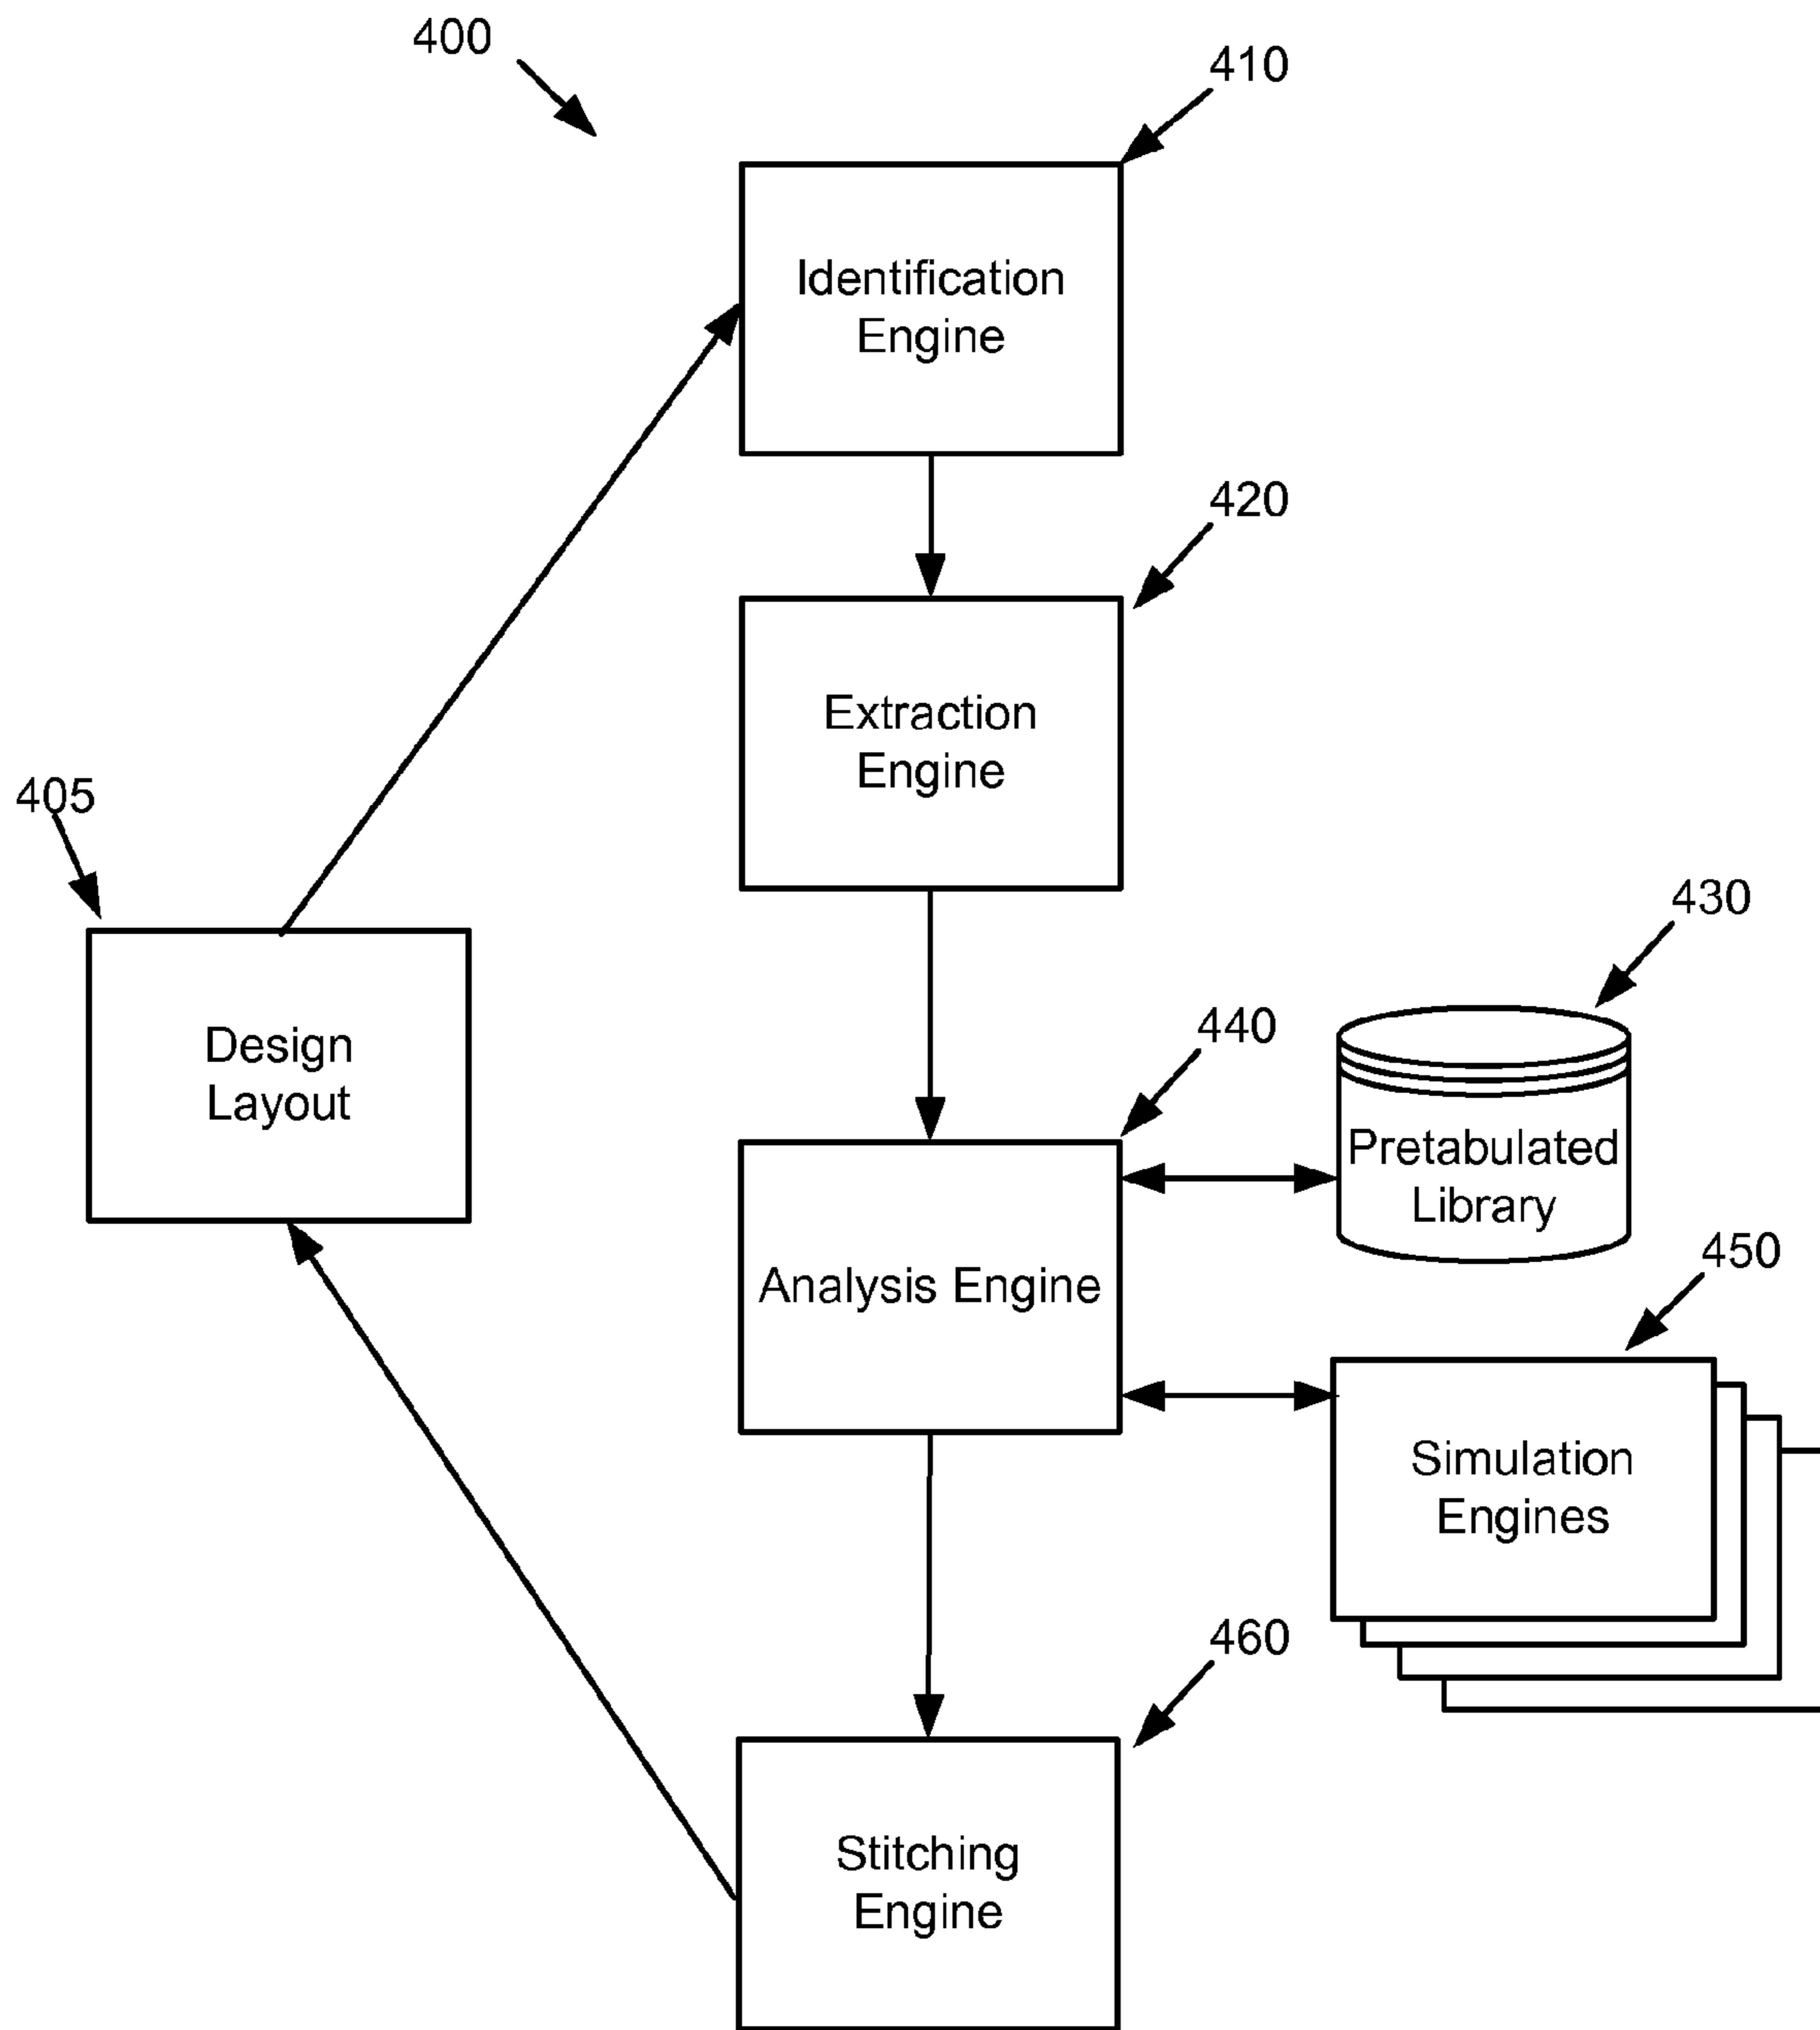 400
410
Identification
Engine
420
Extraction
Engine
405
Design
Layout
430
440
Pretabulated
Library
Analysis Engine
450
Simulation
Engines
460
Stitching
Engine